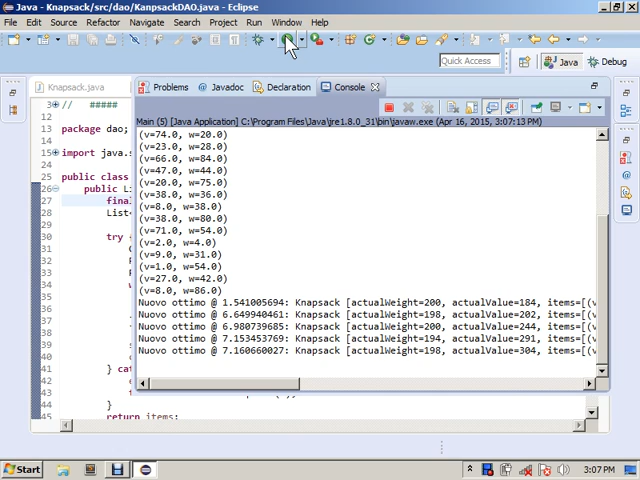 Java - Knapsack/src/dao/KanpsackDAO.java - Eclipse
File Edit Source Refactor Navigate Search Project Run Window Help
Quick Access Java Debug
Knapsack.java Problems Javadoc Declaration Console
Main (5) [Java Application] C:\Program Files\Java\jre1.8.0_31\bin\javaw.exe (Apr 16, 2015, 3:07:13 PM)
3 // #####
12
13 package dao;
14
15 import java.s
25 public class
26 public Li
27 final
28 List<
29
30 try {
31
32
33
34
35
36
37
38
39
40
41 } cat
42
43
44 }
45 return items;
(v=74.0, w=20.0)
(v=23.0, w=28.0)
(v=66.0, w=84.0)
(v=47.0, w=44.0)
(v=20.0, w=75.0)
(v=38.0, w=36.0)
(v=8.0, w=38.0)
(v=38.0, w=80.0)
(v=71.0, w=54.0)
(v=2.0, w=4.0)
(v=9.0, w=31.0)
(v=1.0, w=54.0)
(v=27.0, w=42.0)
(v=8.0, w=86.0)
Nuovo ottimo @ 1.541005694: Knapsack [actualWeight=200, actualValue=184, items=[(v
Nuovo ottimo @ 6.649940461: Knapsack [actualWeight=198, actualValue=202, items=[(v
Nuovo ottimo @ 6.980739685: Knapsack [actualWeight=200, actualValue=244, items=[(v
Nuovo ottimo @ 7.153453769: Knapsack [actualWeight=194, actualValue=291, items=[(v
Nuovo ottimo @ 7.160660027: Knapsack [actualWeight=198, actualValue=304, items=[(v
Start 3:07 PM